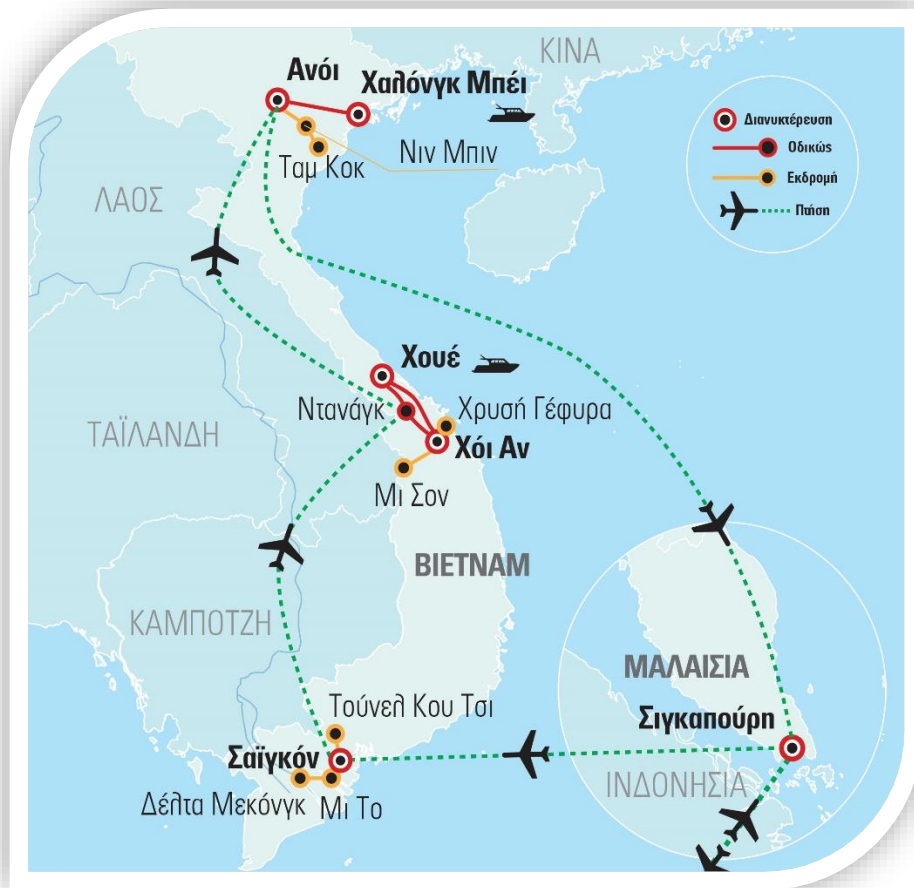 ΚΙΝΑ
Ανόι
Χαλόνγκ Μπέι
Διανυκτέρευση
Οδικώς
Εκδρομή
Πτήση
Νιν Μπιν
Ταμ Κοκ
ΛΑΟΣ
Χουέ
Ντανάγκ
Χρυσή Γέφυρα
ΤΑΪΛΑΝΔΗ
Χόι Αν
Μι Σον
ΒΙΕΤΝΑΜ
ΚΑΜΠΟΤΖΗ
ΜΑΛΑΙΣΙΑ
Τούνελ Κου Τσι
Σιγκαπούρη
Σαϊγκόν
ΙΝΔΟΝΗΣΙΑ
Δέλτα Μεκόνγκ
Μι Το